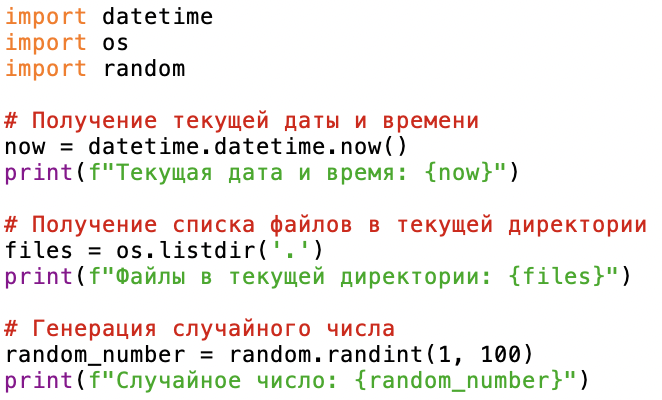 import datetime
import os
import random
# Получение текущей даты и времени
now = datetime.datetime.now()
print(f"Текущая дата и время: {now}")
# Получение списка файлов в текущей директории
files = os.listdir('.')
print(f"Файлы в текущей директории: {files}")
# Генерация случайного числа
random_number = random.randint(1, 100)
print(f"Случайное число: {random_number}")